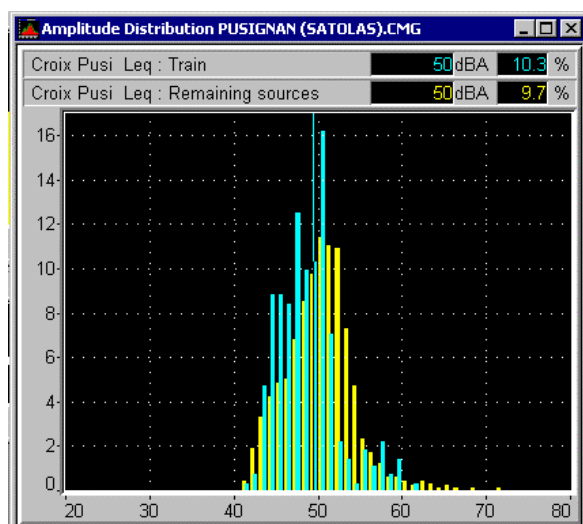 Amplitude Distribution PUSIGNAN (SATOLAS).CMG
Croix Pusi Leq : Train 50 dBA 10.3 %
Croix Pusi Leq : Remaining sources 50 dBA 9.7 %
16
14
12
10
8
6
4
2
0
20 30 40 50 60 70 80